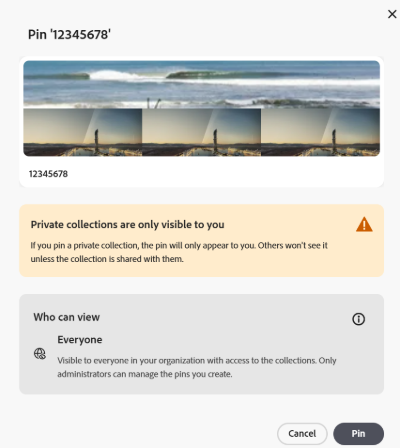 Pin '12345678'
12345678
Private collections are only visible to you
If you pin a private collection, the pin will only appear to you. Others won't see it
unless the collection is shared with them.
Who can view
Everyone
Visible to everyone in your organization with access to the collections. Only
administrators can manage the pins you create.
Cancel
Pin